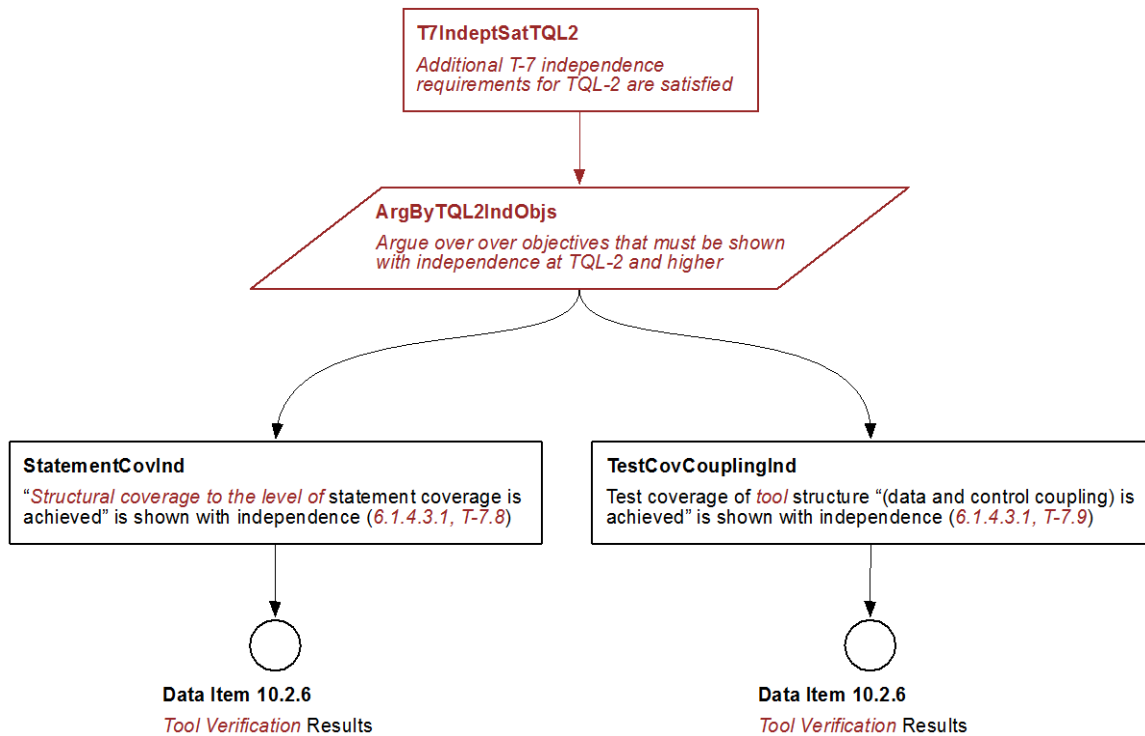 T7IndeptSatTQL2
Additional T-7 independence
requirements for TQL-2 are satisfied
ArgByTQL2IndObjs
Argue over over objectives that must be shown
with independence at TQL-2 and higher
StatementCovInd
“Structural coverage to the level of statement coverage is
achieved” is shown with independence (6.1.4.3.1, T-7.8)
TestCovCouplingInd
Test coverage of tool structure “(data and control coupling) is
achieved” is shown with independence (6.1.4.3.1, T-7.9)
Data Item 10.2.6
Tool Verification Results
Data Item 10.2.6
Tool Verification Results